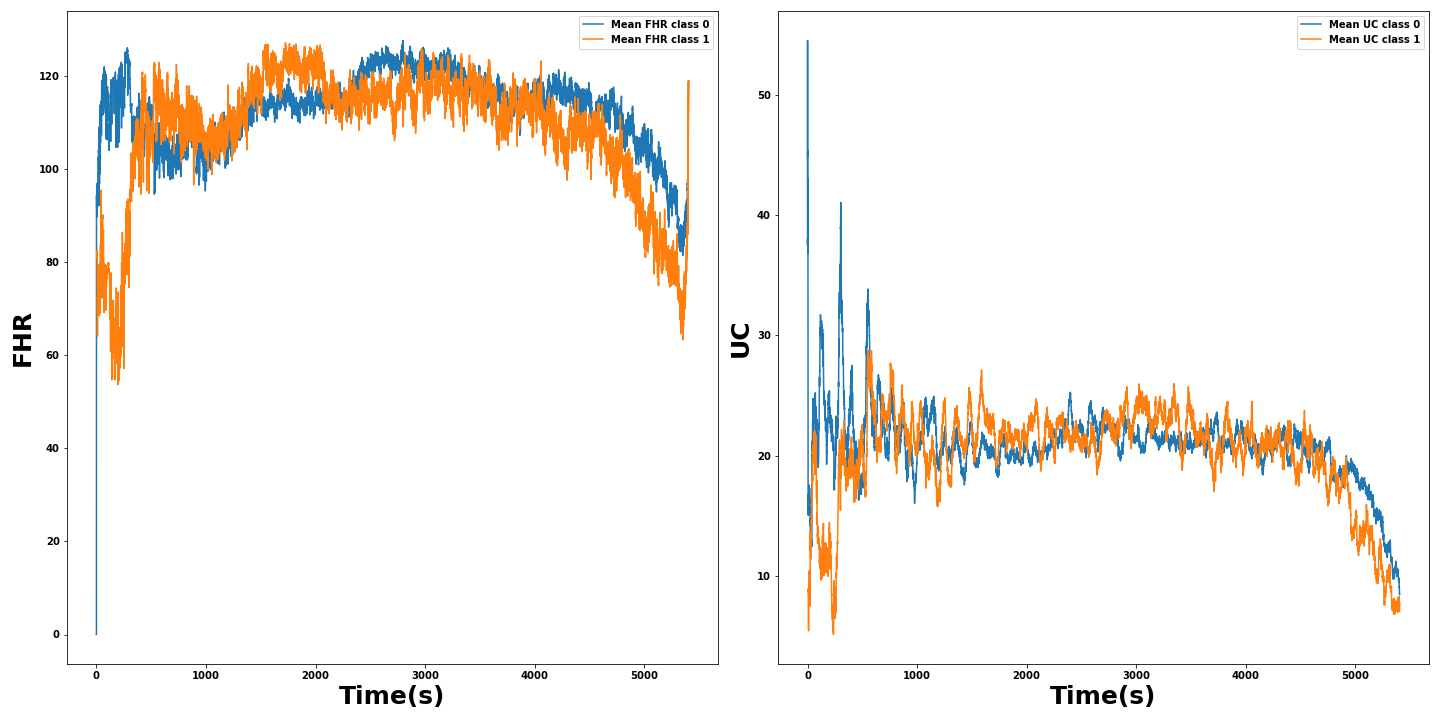 Mean FHR class 0
Mean FHR class 1
120
100
80
60
40
20
0
FHR
0 1000 2000 3000 4000 5000
Time(s)
Mean UC class 0
Mean UC class 1
50
40
30
20
10
UC
0 1000 2000 3000 4000 5000
Time(s)